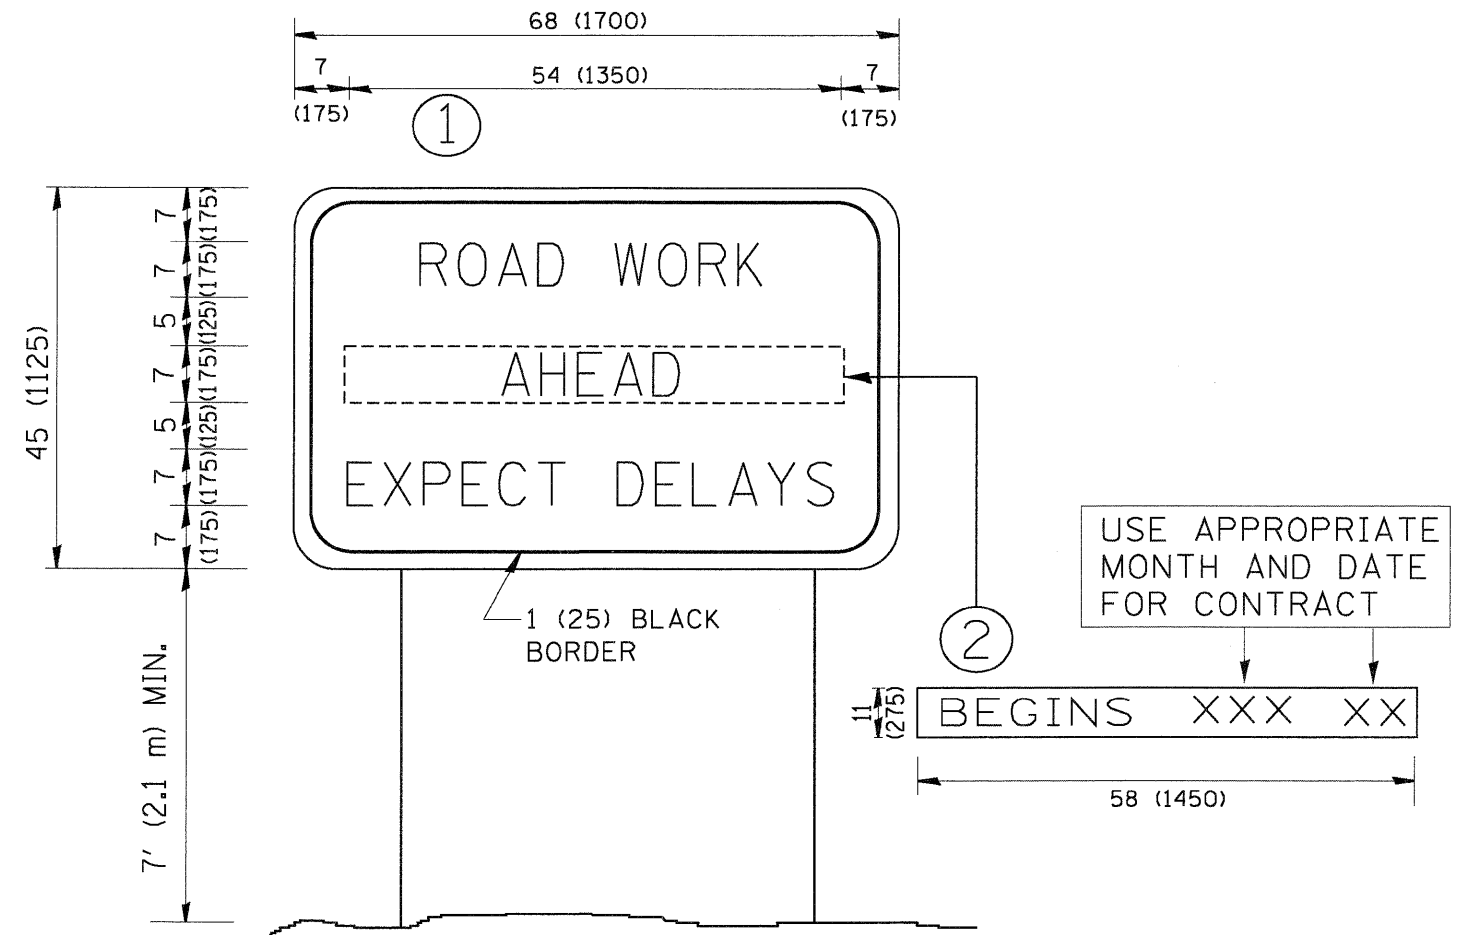 68 (1700)
7 54 (1350) 7
(175) (175)
1
45 (1125)
7 (175)
7 (175)
5 (125)
7 (175)
5 (125)
7 (175)
7 (175)
7' (2.1 m) MIN.
ROAD WORK
AHEAD
EXPECT DELAYS
1 (25) BLACK
BORDER
2
USE APPROPRIATE
MONTH AND DATE
FOR CONTRACT
11
(275)
BEGINS XXX XX
58 (1450)